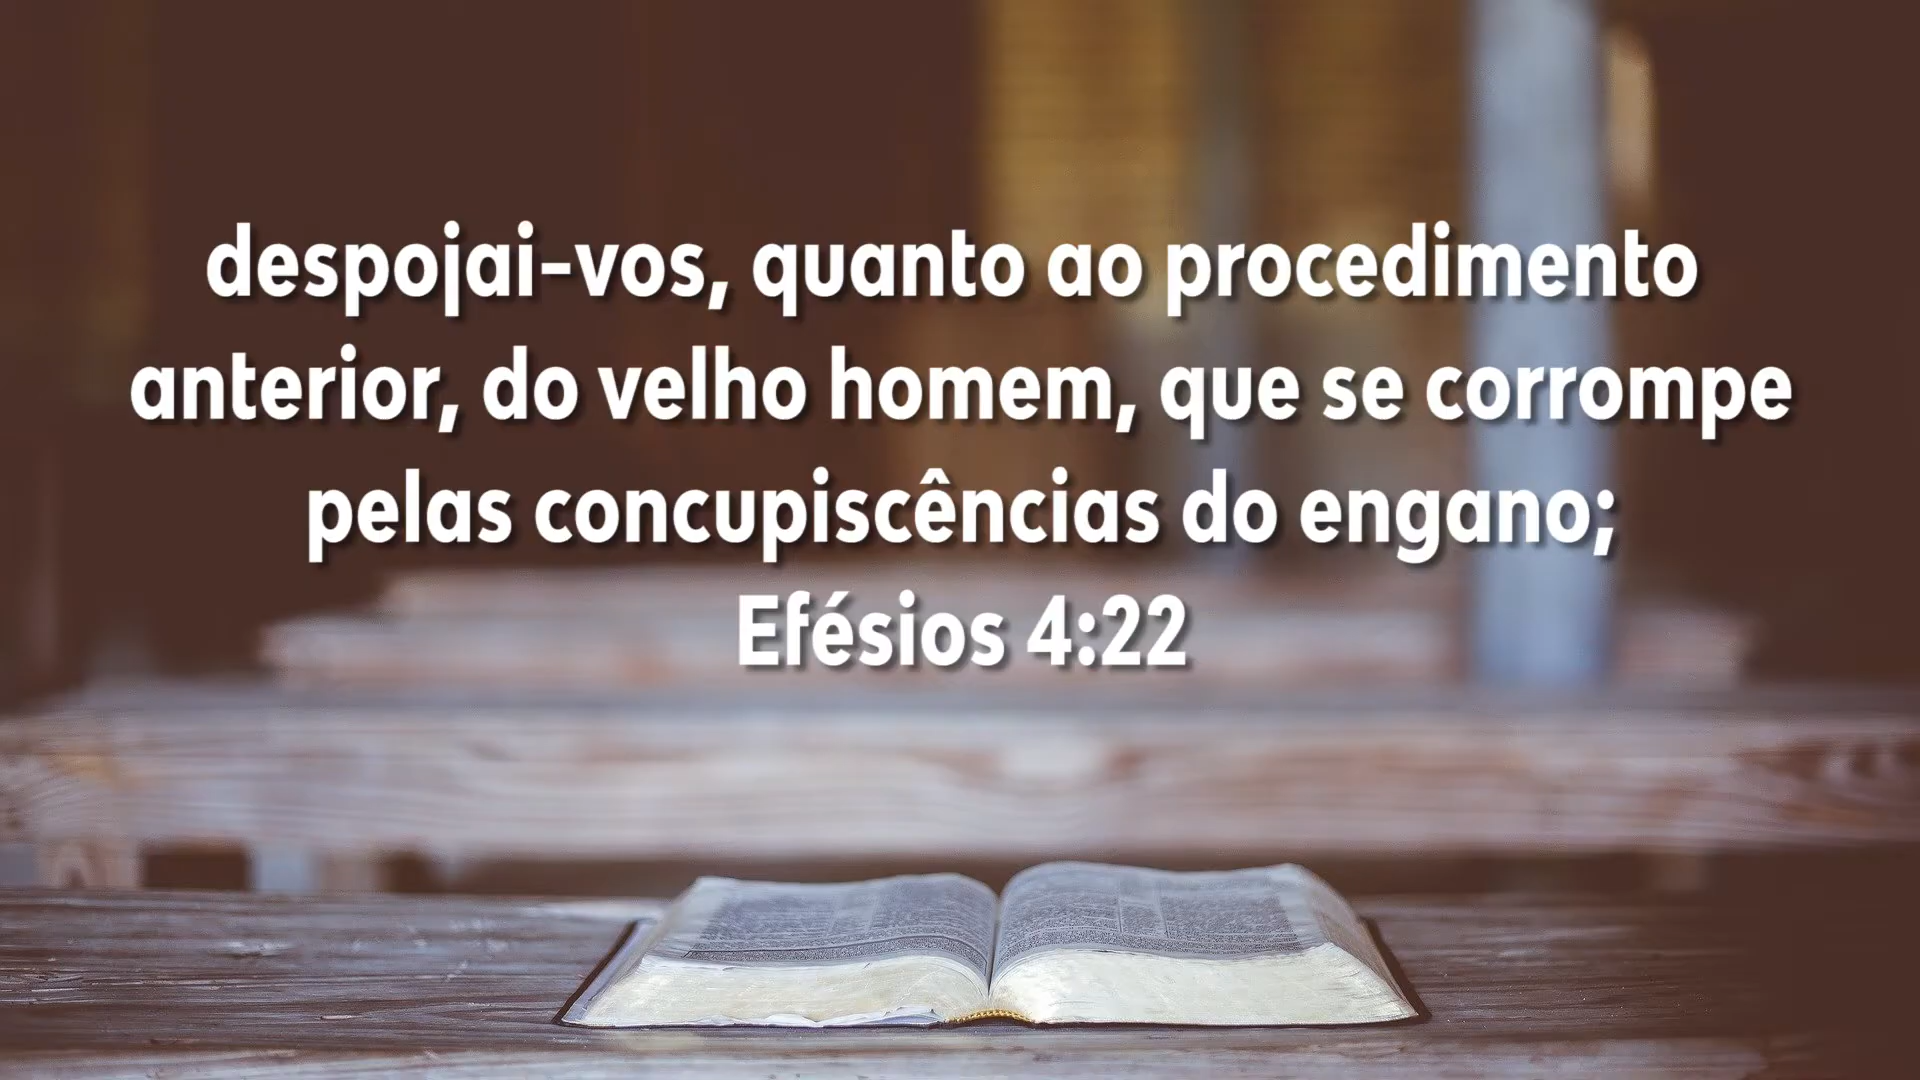 despojai-vos, quanto ao procedimento
anterior, do velho homem, que se corrompe
pelas concupiscências do engano;
Efésios 4:22